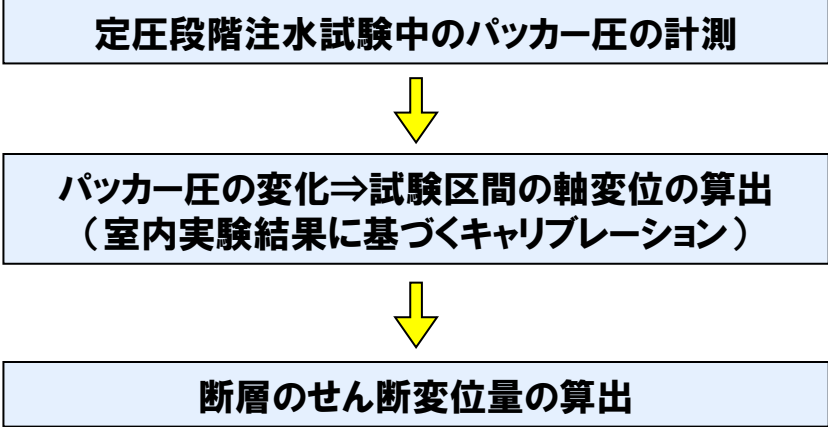 定圧段階注水試験中のパッカー圧の計測
パッカー圧の変化⇒試験区間の軸変位の算出
（室内実験結果に基づくキャリブレーション）
断層のせん断変位量の算出